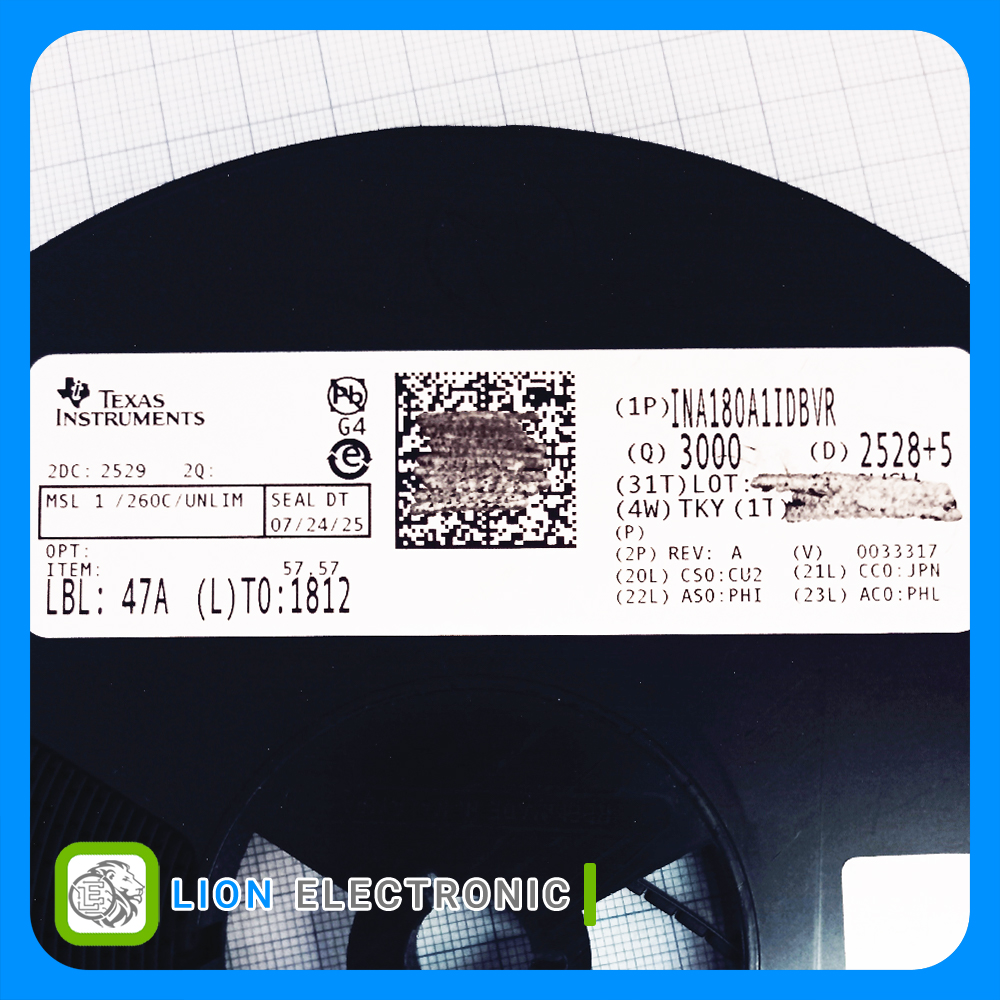 TEXAS
INSTRUMENTS
Pb
G4
e
2DC: 2529 2Q:
MSL 1 /260C/UNLIM
SEAL DT
07/24/25
OPT:
ITEM: 57.57
LBL: 47A (L)TO:1812
(1P)INA180A1IDBVR
(Q) 3000 (D) 2528+5
(31T)LOT:
(4W) TKY (1T)
(P)
(2P) REV: A (V) 0033317
(20L) CSO:CU2 (21L) CCO:JPN
(22L) ASO:PHI (23L) ACO:PHL
LION ELECTRONIC